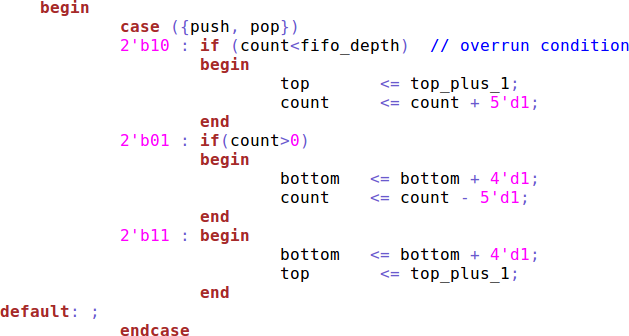 begin
case ({push, pop})
2'b10 : if (count<fifo_depth)  // overrun condition
begin
top       <= top_plus_1;
count     <= count + 5'd1;
end
2'b01 : if(count>0)
begin
bottom   <= bottom + 4'd1;
count    <= count - 5'd1;
end
2'b11 : begin
bottom   <= bottom + 4'd1;
top       <= top_plus_1;
end
default: ;
endcase